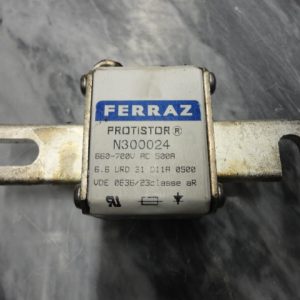 FERRAZ
PROTISTOR®
N300024
660-700V AC 500A
6.6 URD 31 D11A 0500
VDE 0636/23classe aR